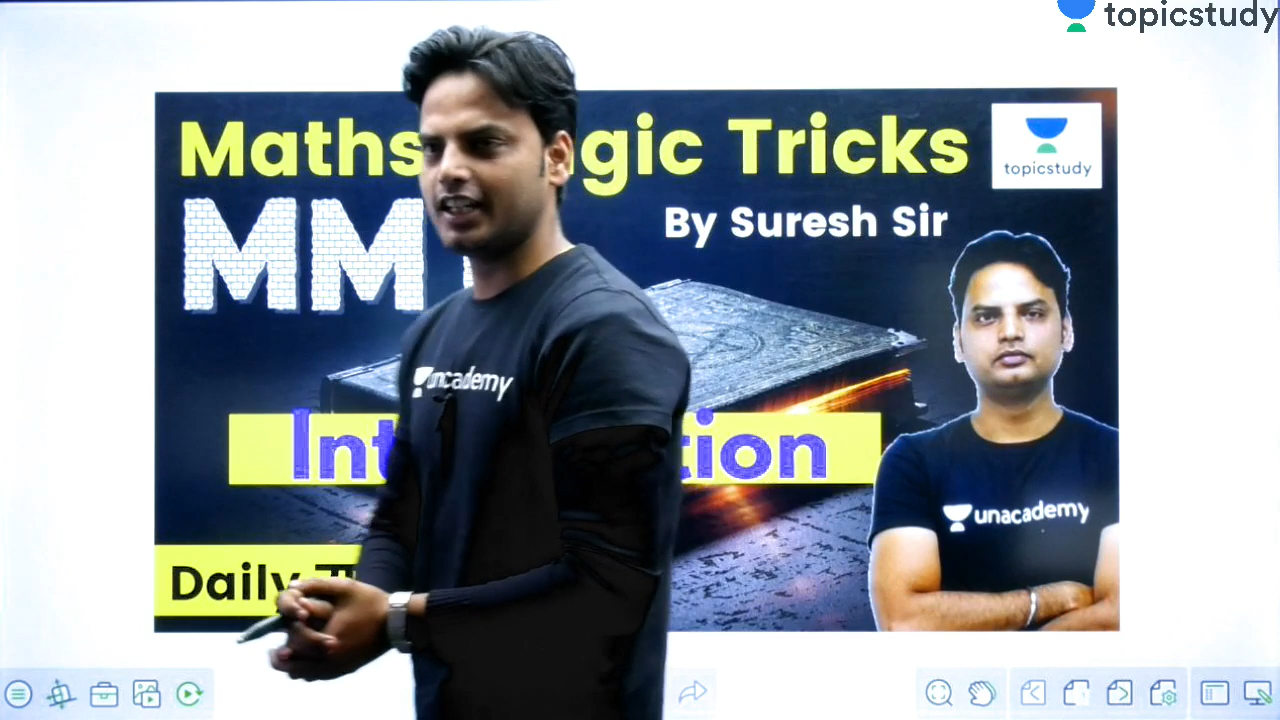 topicstudy
Maths gic Tricks
topicstudy
MM
By Suresh Sir
unacademy
Int tion
unacademy
Daily